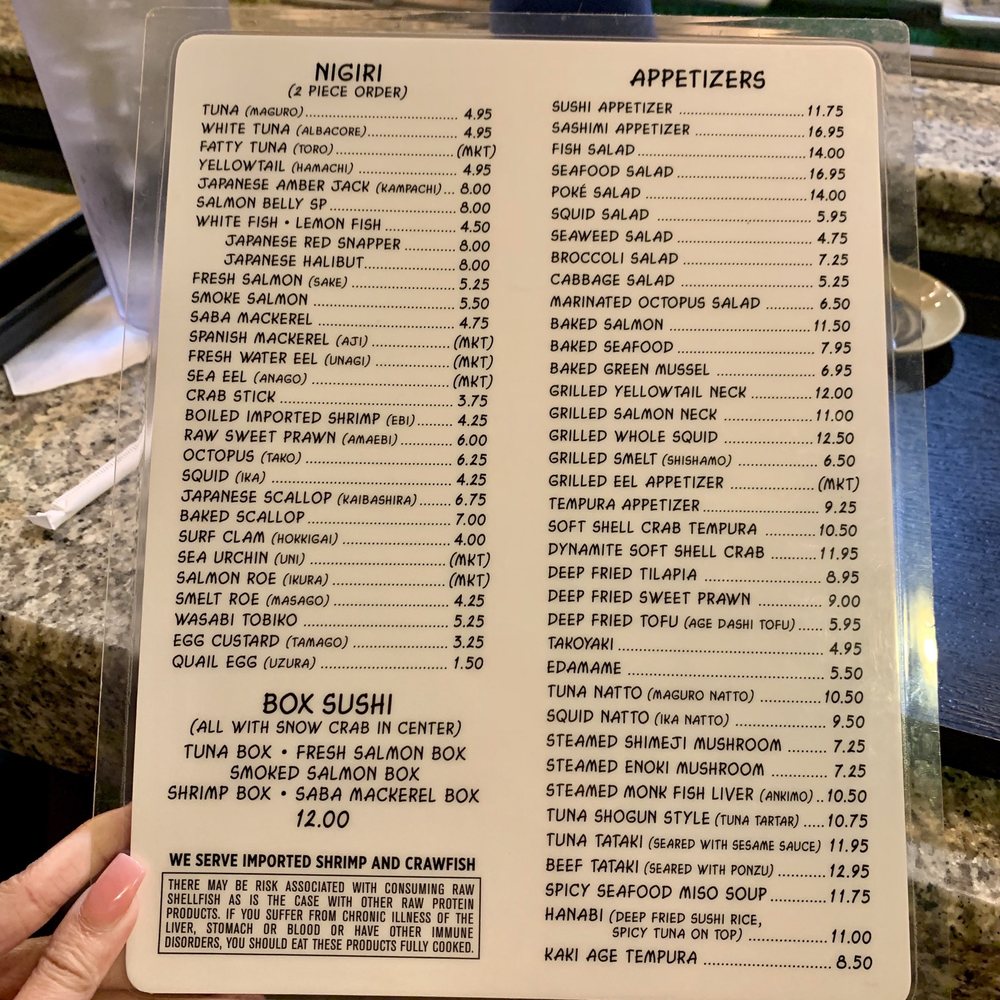 NIGIRI
(2 PIECE ORDER)
TUNA (MAGURO) 4.95
WHITE TUNA (ALBACORE) 4.95
FATTY TUNA (TORO) (MKT)
YELLOWTAIL (HAMACHI) 4.95
JAPANESE AMBER JACK (KAMPACHI) 8.00
SALMON BELLY SP 8.00
WHITE FISH • LEMON FISH 4.50
JAPANESE RED SNAPPER 8.00
JAPANESE HALIBUT 8.00
FRESH SALMON (SAKE) 5.25
SMOKE SALMON 5.50
SABA MACKEREL 4.75
SPANISH MACKEREL (AJI) (MKT)
FRESH WATER EEL (UNAGI) (MKT)
SEA EEL (ANAGO) (MKT)
CRAB STICK 3.75
BOILED IMPORTED SHRIMP (EBI) 4.25
RAW SWEET PRAWN (AMAEBI) 6.00
OCTOPUS (TAKO) 6.25
SQUID (IKA) 4.25
JAPANESE SCALLOP (KAIBASHIRA) 6.75
BAKED SCALLOP 7.00
SURF CLAM (HOKKIGAI) 4.00
SEA URCHIN (UNI) (MKT)
SALMON ROE (IKURA) (MKT)
SMELT ROE (MASAGO) 4.25
WASABI TOBIKO 5.25
EGG CUSTARD (TAMAGO) 3.25
QUAIL EGG (UZURA) 1.50
BOX SUSHI
(ALL WITH SNOW CRAB IN CENTER)
TUNA BOX • FRESH SALMON BOX
SMOKED SALMON BOX
SHRIMP BOX • SABA MACKEREL BOX
12.00
WE SERVE IMPORTED SHRIMP AND CRAWFISH
THERE MAY BE RISK ASSOCIATED WITH CONSUMING RAW
SHELLFISH AS IS THE CASE WITH OTHER RAW PROTEIN
PRODUCTS. IF YOU SUFFER FROM CHRONIC ILLNESS OF THE
LIVER, STOMACH OR BLOOD OR HAVE OTHER IMMUNE
DISORDERS, YOU SHOULD EAT THESE PRODUCTS FULLY COOKED.
APPETIZERS
SUSHI APPETIZER 11.75
SASHIMI APPETIZER 16.95
FISH SALAD 14.00
SEAFOOD SALAD 16.95
POKÉ SALAD 14.00
SQUID SALAD 5.95
SEAWEED SALAD 4.75
BROCCOLI SALAD 7.25
CABBAGE SALAD 5.25
MARINATED OCTOPUS SALAD 6.50
BAKED SALMON 11.50
BAKED SEAFOOD 7.95
BAKED GREEN MUSSEL 6.95
GRILLED YELLOWTAIL NECK 12.00
GRILLED SALMON NECK 11.00
GRILLED WHOLE SQUID 12.50
GRILLED SMELT (SHISHAMO) 6.50
GRILLED EEL APPETIZER (MKT)
TEMPURA APPETIZER 9.25
SOFT SHELL CRAB TEMPURA 10.50
DYNAMITE SOFT SHELL CRAB 11.95
DEEP FRIED TILAPIA 8.95
DEEP FRIED SWEET PRAWN 9.00
DEEP FRIED TOFU (AGE DASHI TOFU) 5.95
TAKOYAKI 4.95
EDAMAME 5.50
TUNA NATTO (MAGURO NATTO) 10.50
SQUID NATTO (IKA NATTO) 9.50
STEAMED SHIMEJI MUSHROOM 7.25
STEAMED ENOKI MUSHROOM 7.25
STEAMED MONK FISH LIVER (ANKIMO) 10.50
TUNA SHOGUN STYLE (TUNA TARTAR) 10.75
TUNA TATAKI (SEARED WITH SESAME SAUCE) 11.95
BEEF TATAKI (SEARED WITH PONZU) 12.95
SPICY SEAFOOD MISO SOUP 11.75
HANABI (DEEP FRIED SUSHI RICE,
SPICY TUNA ON TOP) 11.00
KAKI AGE TEMPURA 8.50